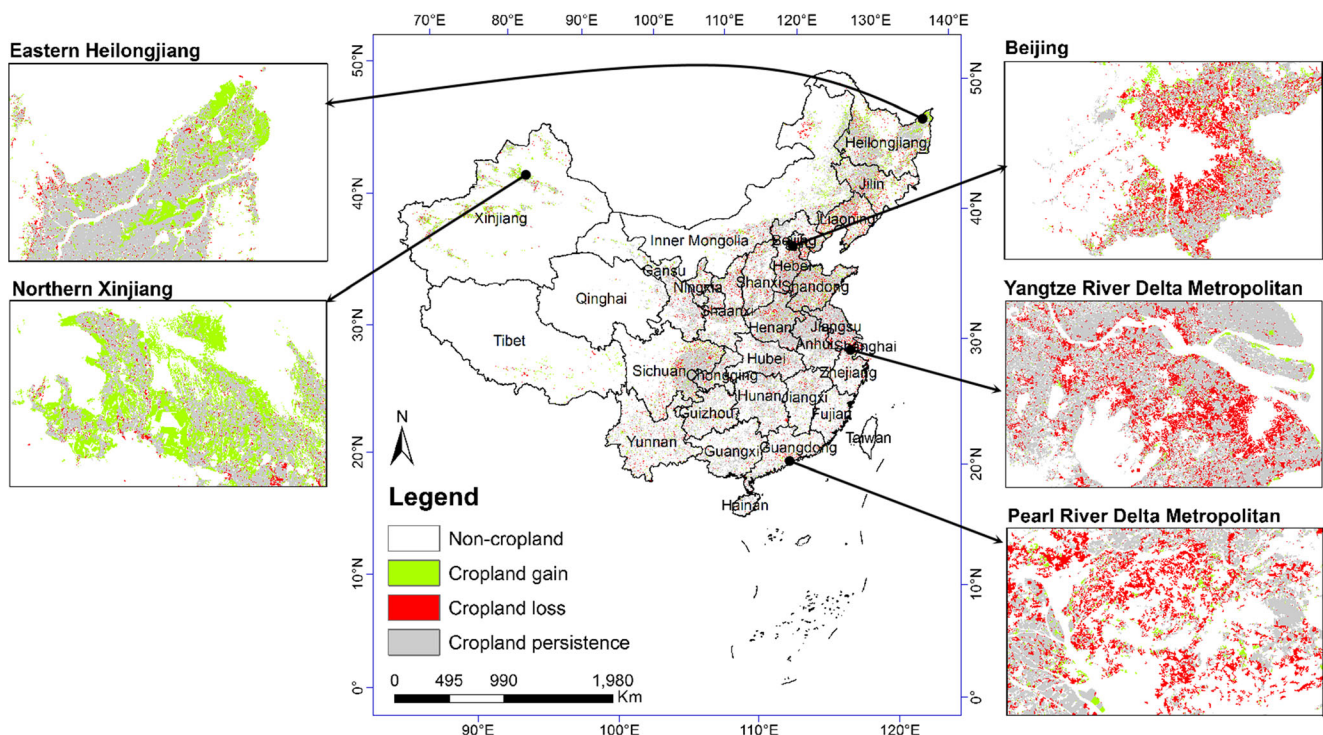 70°E 80°E 90°E 100°E 110°E 120°E 130°E 140°E
Eastern Heilongjiang
Beijing
50°N
50°N
Heilongjiang
Jilin
40°N
40°N
Liaoning
Xinjiang
Inner Mongolia
Beijing
Gansu
Hebei
Northern Xinjiang
Ningxia
Shanxi
Shandong
Yangtze River Delta Metropolitan
Qinghai
30°N
Shaanxi
Henan
Jiangsu
30°N
Tibet
Anhui
Shanghai
Hubei
Sichuan
Chongqing
Zhejiang
Hunan
Jiangxi
N
Guizhou
Fujian
Yunnan
Taiwan
20°N
Guangxi
Guangdong
20°N
Legend
Hainan
Pearl River Delta Metropolitan
Non-cropland
Cropland gain
10°N
10°N
Cropland loss
Cropland persistence
0 495 990 1,980
Km
0°
0°
90°E 100°E 110°E 120°E